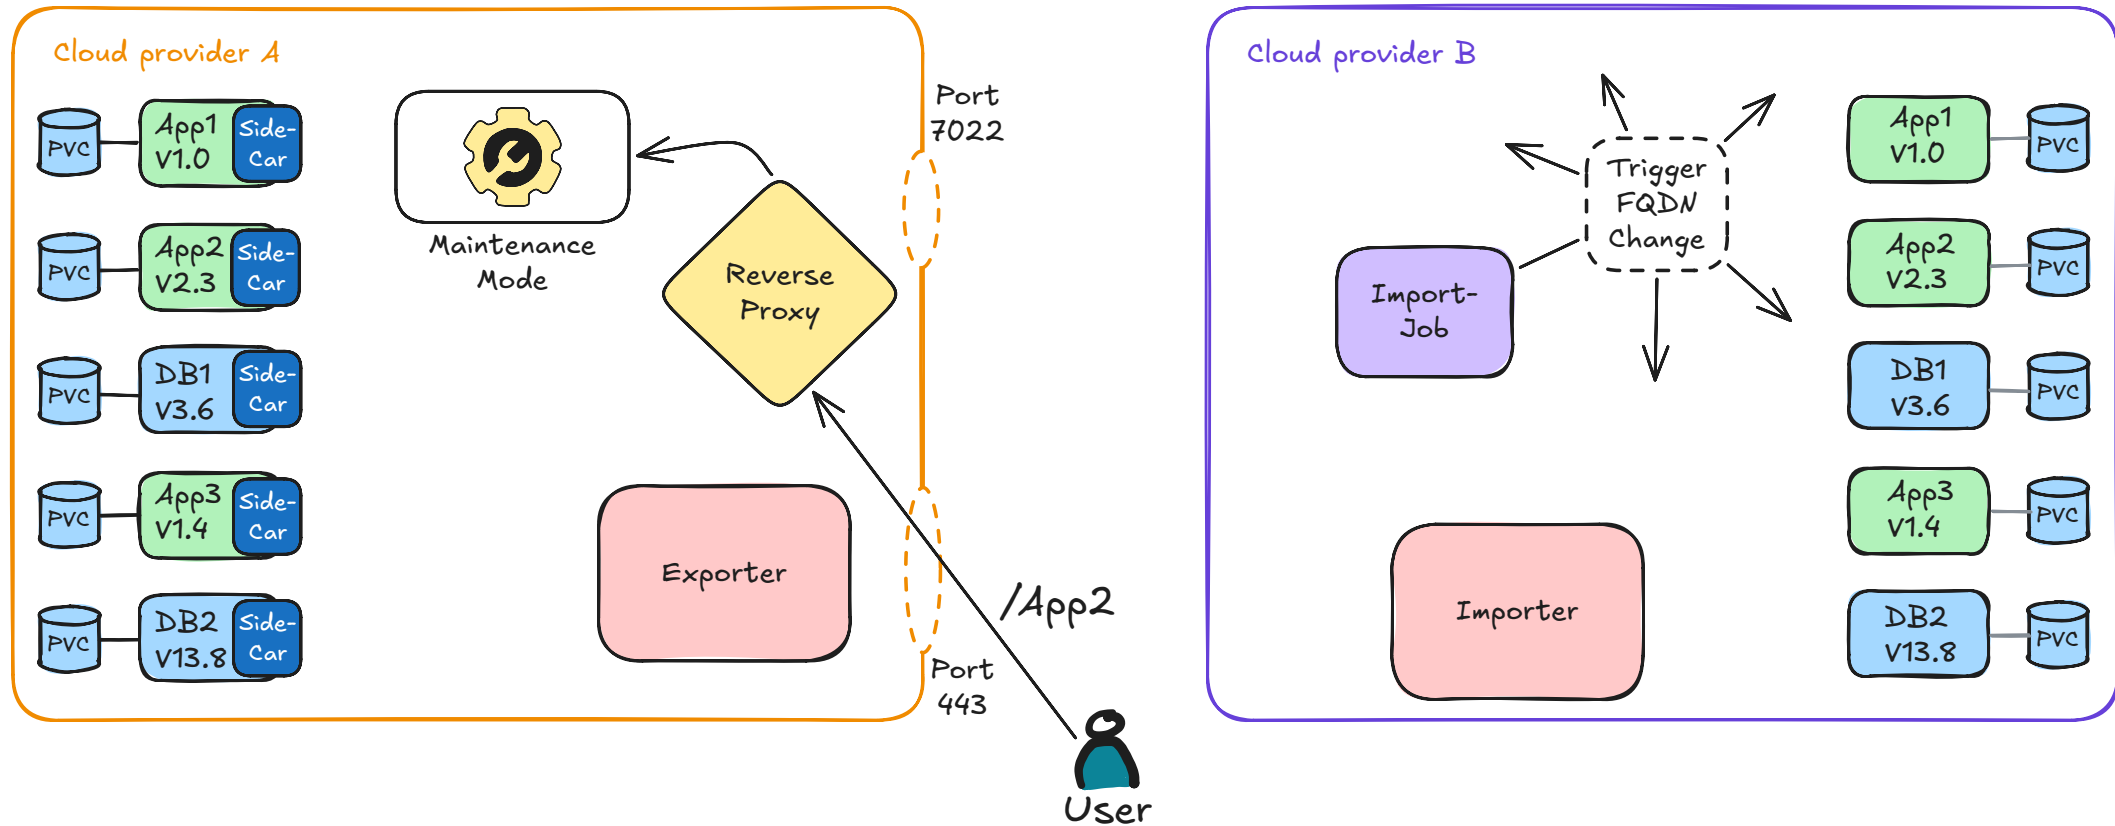 Cloud provider A
PVC
App1
V1.0
Side-
Car
PVC
App2
V2.3
Side-
Car
PVC
DB1
V3.6
Side-
Car
PVC
App3
V1.4
Side-
Car
PVC
DB2
V13.8
Side-
Car
Maintenance
Mode
Reverse
Proxy
Exporter
Port
7022
Port
443
/App2
User
Cloud provider B
Trigger
FQDN
Change
Import-
Job
Importer
App1
V1.0
PVC
App2
V2.3
PVC
DB1
V3.6
PVC
App3
V1.4
PVC
DB2
V13.8
PVC